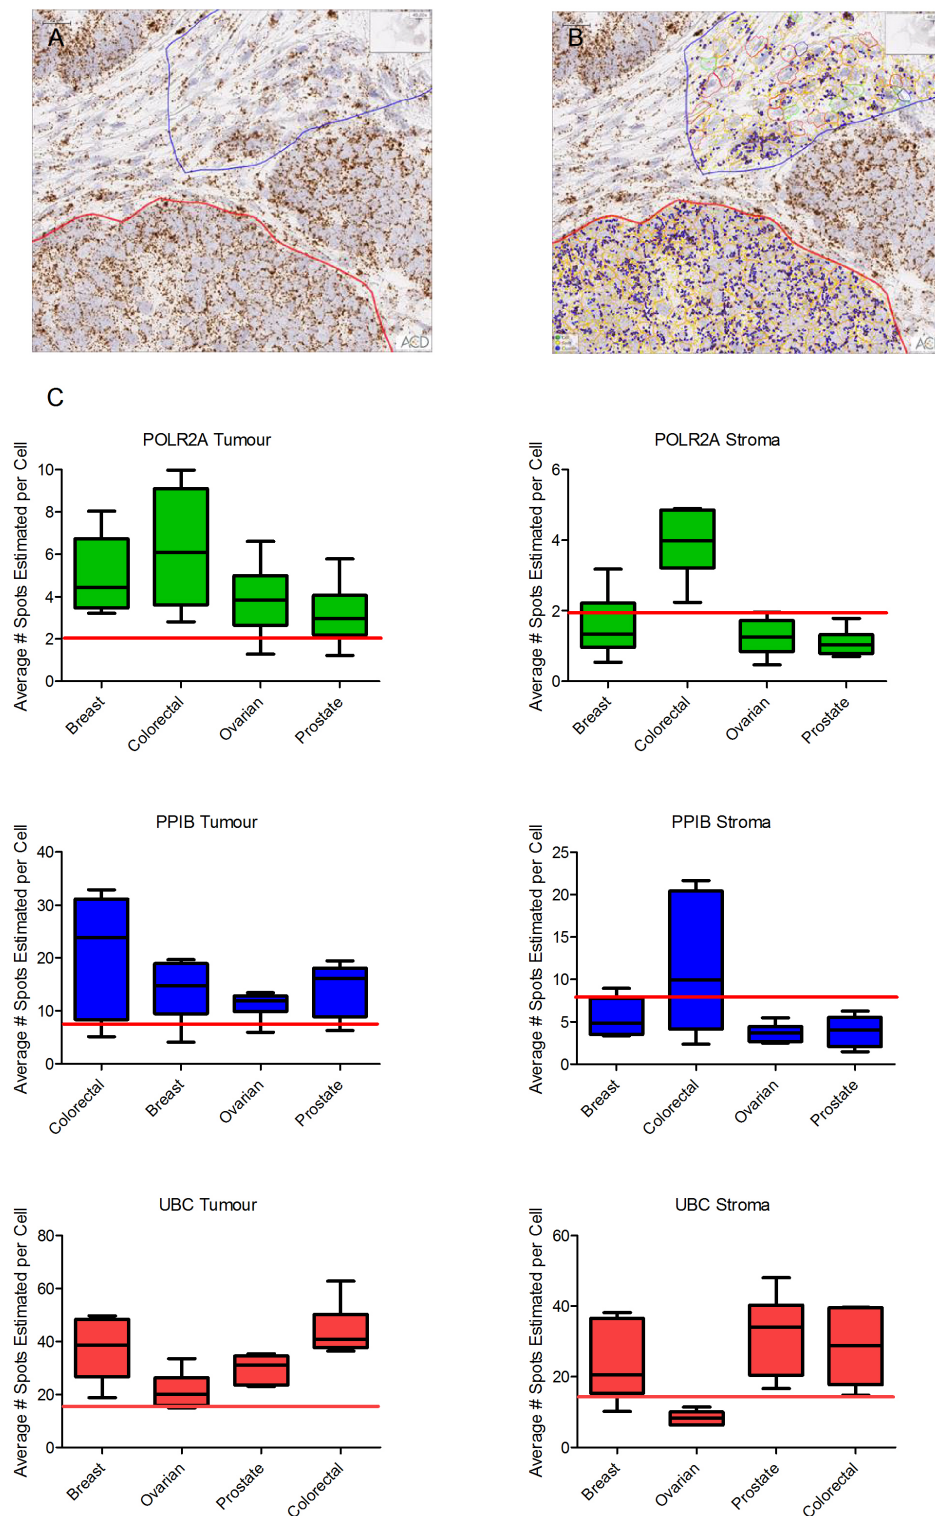 A
B
ACD
AC
C
POLR2A Tumour
Average # Spots Estimated per Cell
10
8
6
4
2
0
Breast
Colorectal
Ovarian
Prostate
POLR2A Stroma
Average # Spots Estimated per Cell
6
4
2
0
Breast
Colorectal
Ovarian
Prostate
PPIB Tumour
Average # Spots Estimated per Cell
40
30
20
10
0
Colorectal
Breast
Ovarian
Prostate
PPIB Stroma
Average # Spots Estimated per Cell
25
20
15
10
5
0
Breast
Colorectal
Ovarian
Prostate
UBC Tumour
Average # Spots Estimated per Cell
80
60
40
20
0
Breast
Ovarian
Prostate
Colorectal
UBC Stroma
Average # Spots Estimated per Cell
60
40
20
0
Breast
Ovarian
Prostate
Colorectal